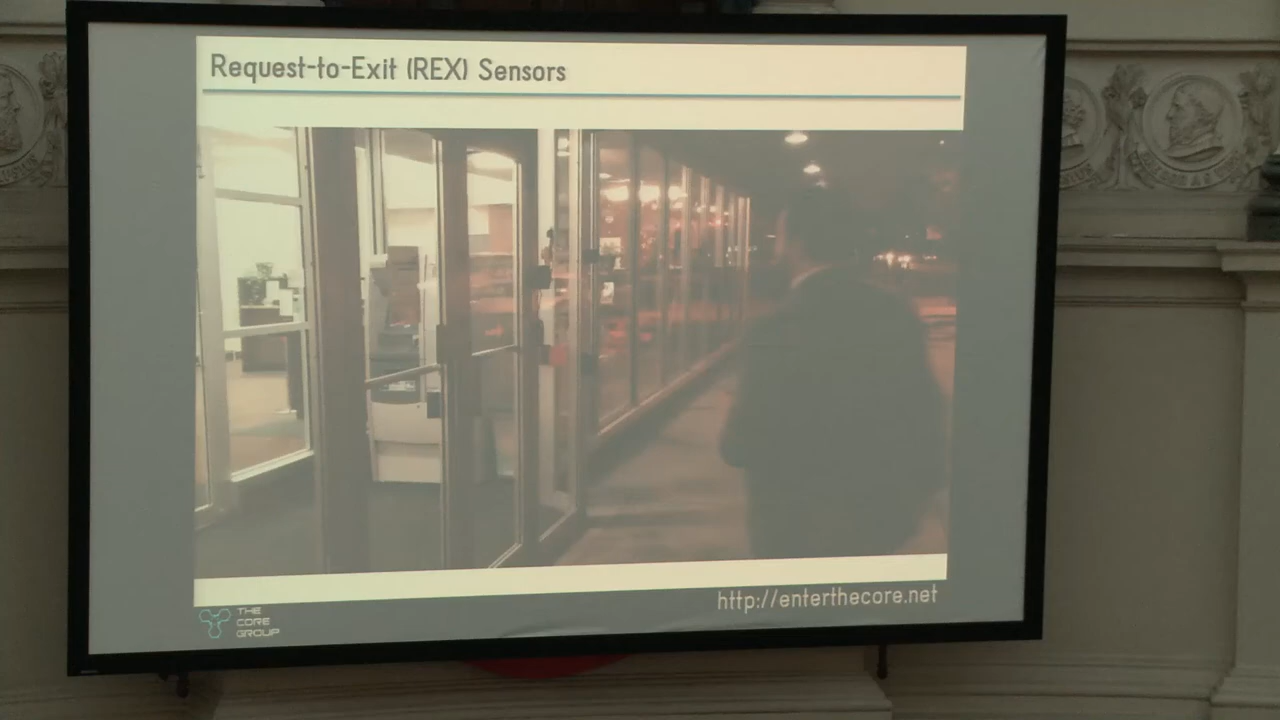 Request-to-Exit (REX) Sensors
http://enterthecore.net
THE
CORE
GROUP